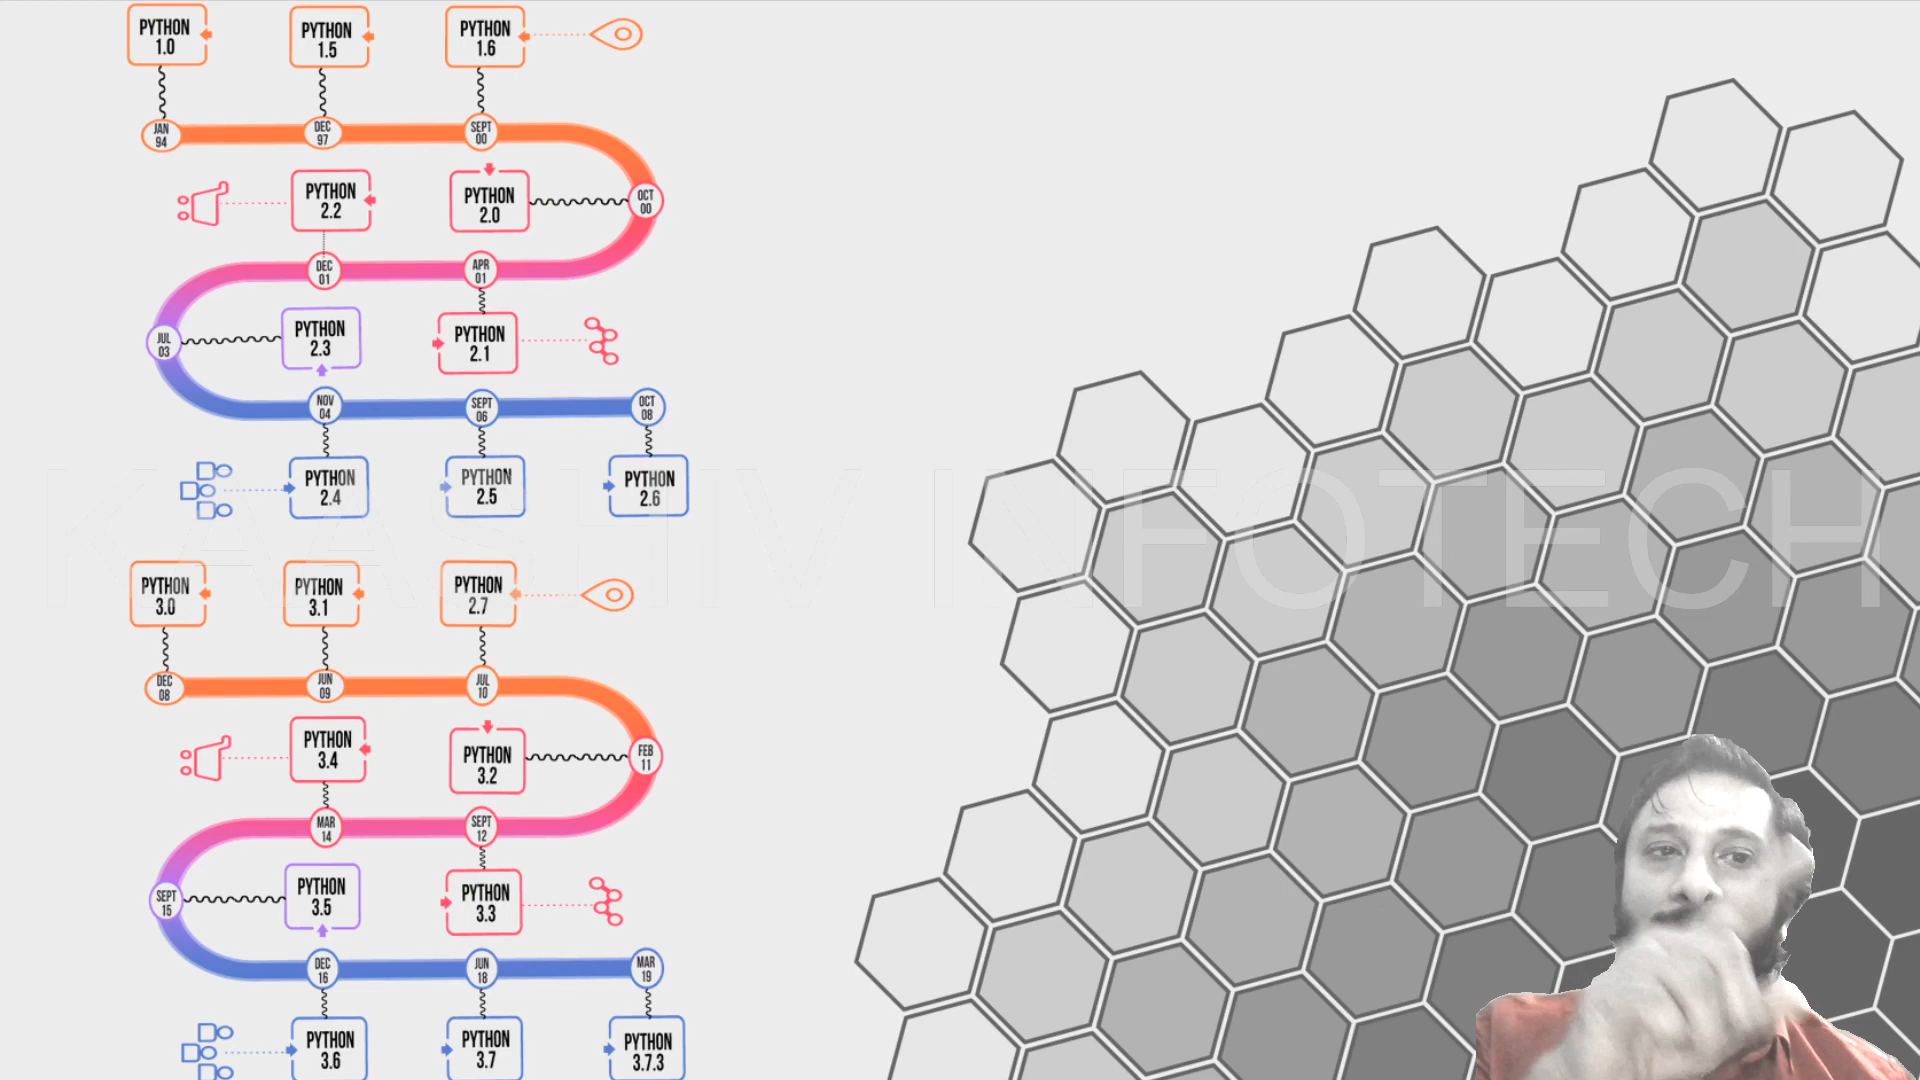 PYTHON
1.0
PYTHON
1.5
PYTHON
1.6
JAN
94
DEC
97
SEPT
00
PYTHON
2.2
PYTHON
2.0
OCT
00
DEC
01
APR
01
JUL
03
PYTHON
2.3
PYTHON
2.1
NOV
04
SEPT
06
OCT
08
PYTHON
2.4
PYTHON
2.5
PYTHON
2.6
KAASHIV INFOTECH
PYTHON
3.0
PYTHON
3.1
PYTHON
2.7
DEC
08
JUN
09
JUL
10
PYTHON
3.4
PYTHON
3.2
FEB
11
MAR
14
SEPT
12
SEPT
15
PYTHON
3.5
PYTHON
3.3
DEC
16
JUN
18
MAR
19
PYTHON
3.6
PYTHON
3.7
PYTHON
3.7.3